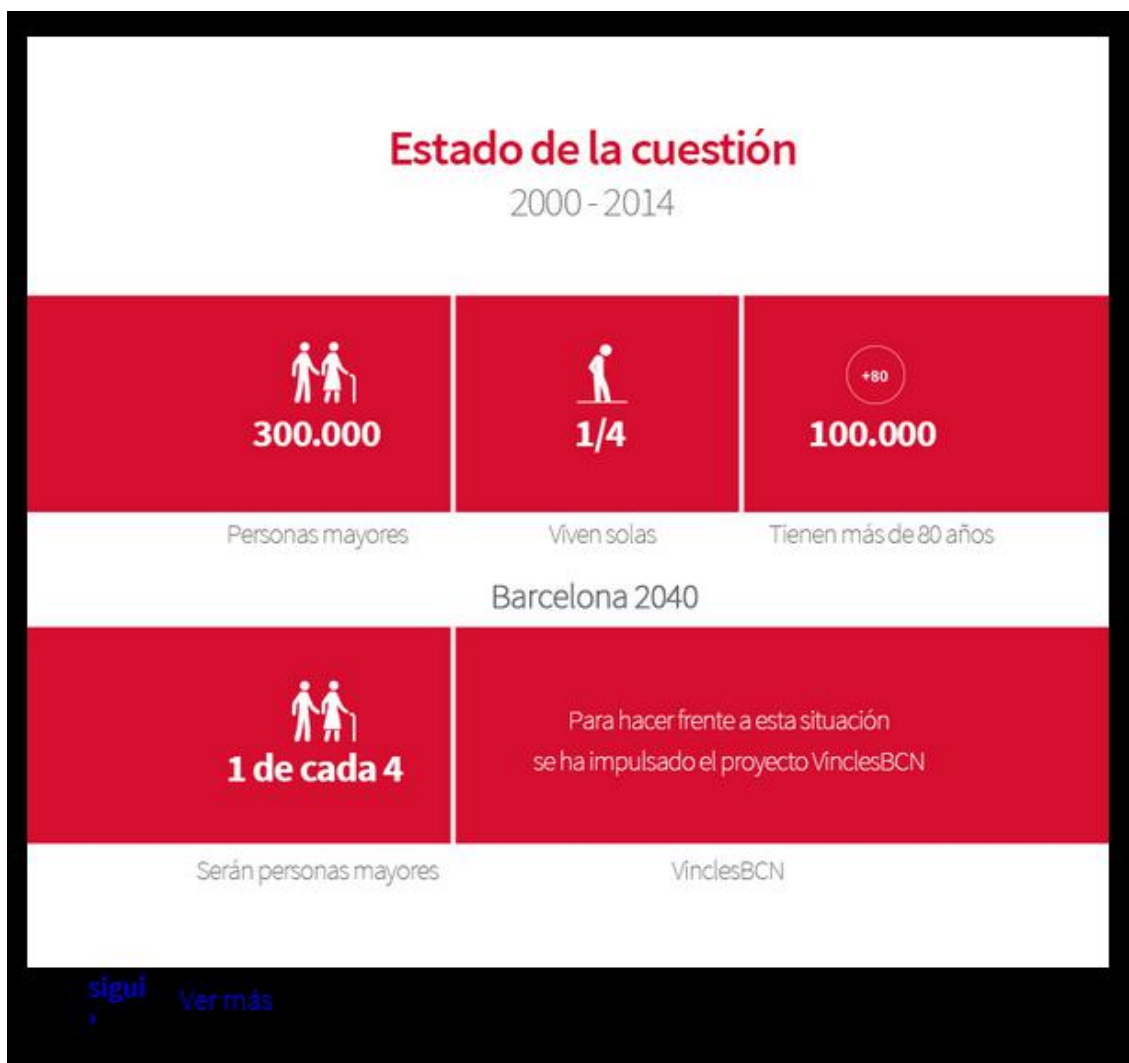 Estado de la cuestión
2000 - 2014
+80
300.000
1/4
100.000
Personas mayores
Viven solas
Tienen más de 80 años
Barcelona 2040
1 de cada 4
Para hacer frente a esta situación
se ha impulsado el proyecto VinclesBCN
Serán personas mayores
VinclesBCN
sigui
Ver más